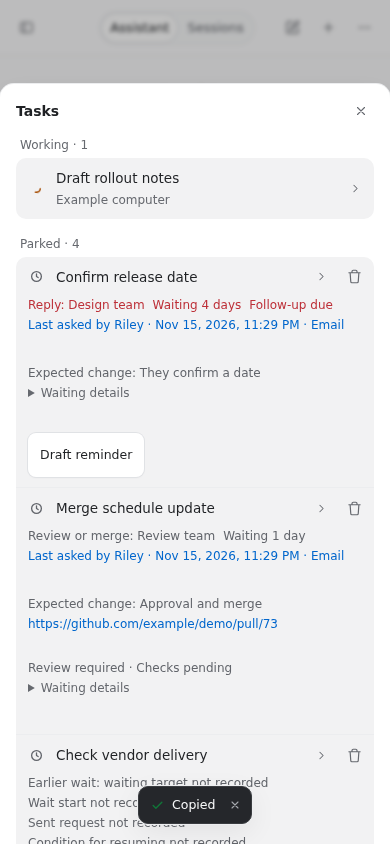 Assistant Sessions
Tasks
Working · 1
Draft rollout notes
Example computer
Parked · 4
Confirm release date
Reply: Design team Waiting 4 days Follow-up due
Last asked by Riley · Nov 15, 2026, 11:29 PM · Email
Expected change: They confirm a date
Waiting details
Draft reminder
Merge schedule update
Review or merge: Review team Waiting 1 day
Last asked by Riley · Nov 15, 2026, 11:29 PM · Email
Expected change: Approval and merge
https://github.com/example/demo/pull/73
Review required · Checks pending
Waiting details
Check vendor delivery
Earlier wait: waiting target not recorded
Wait start not
Copied
Sent request not recorded
Condition for resuming not recorded